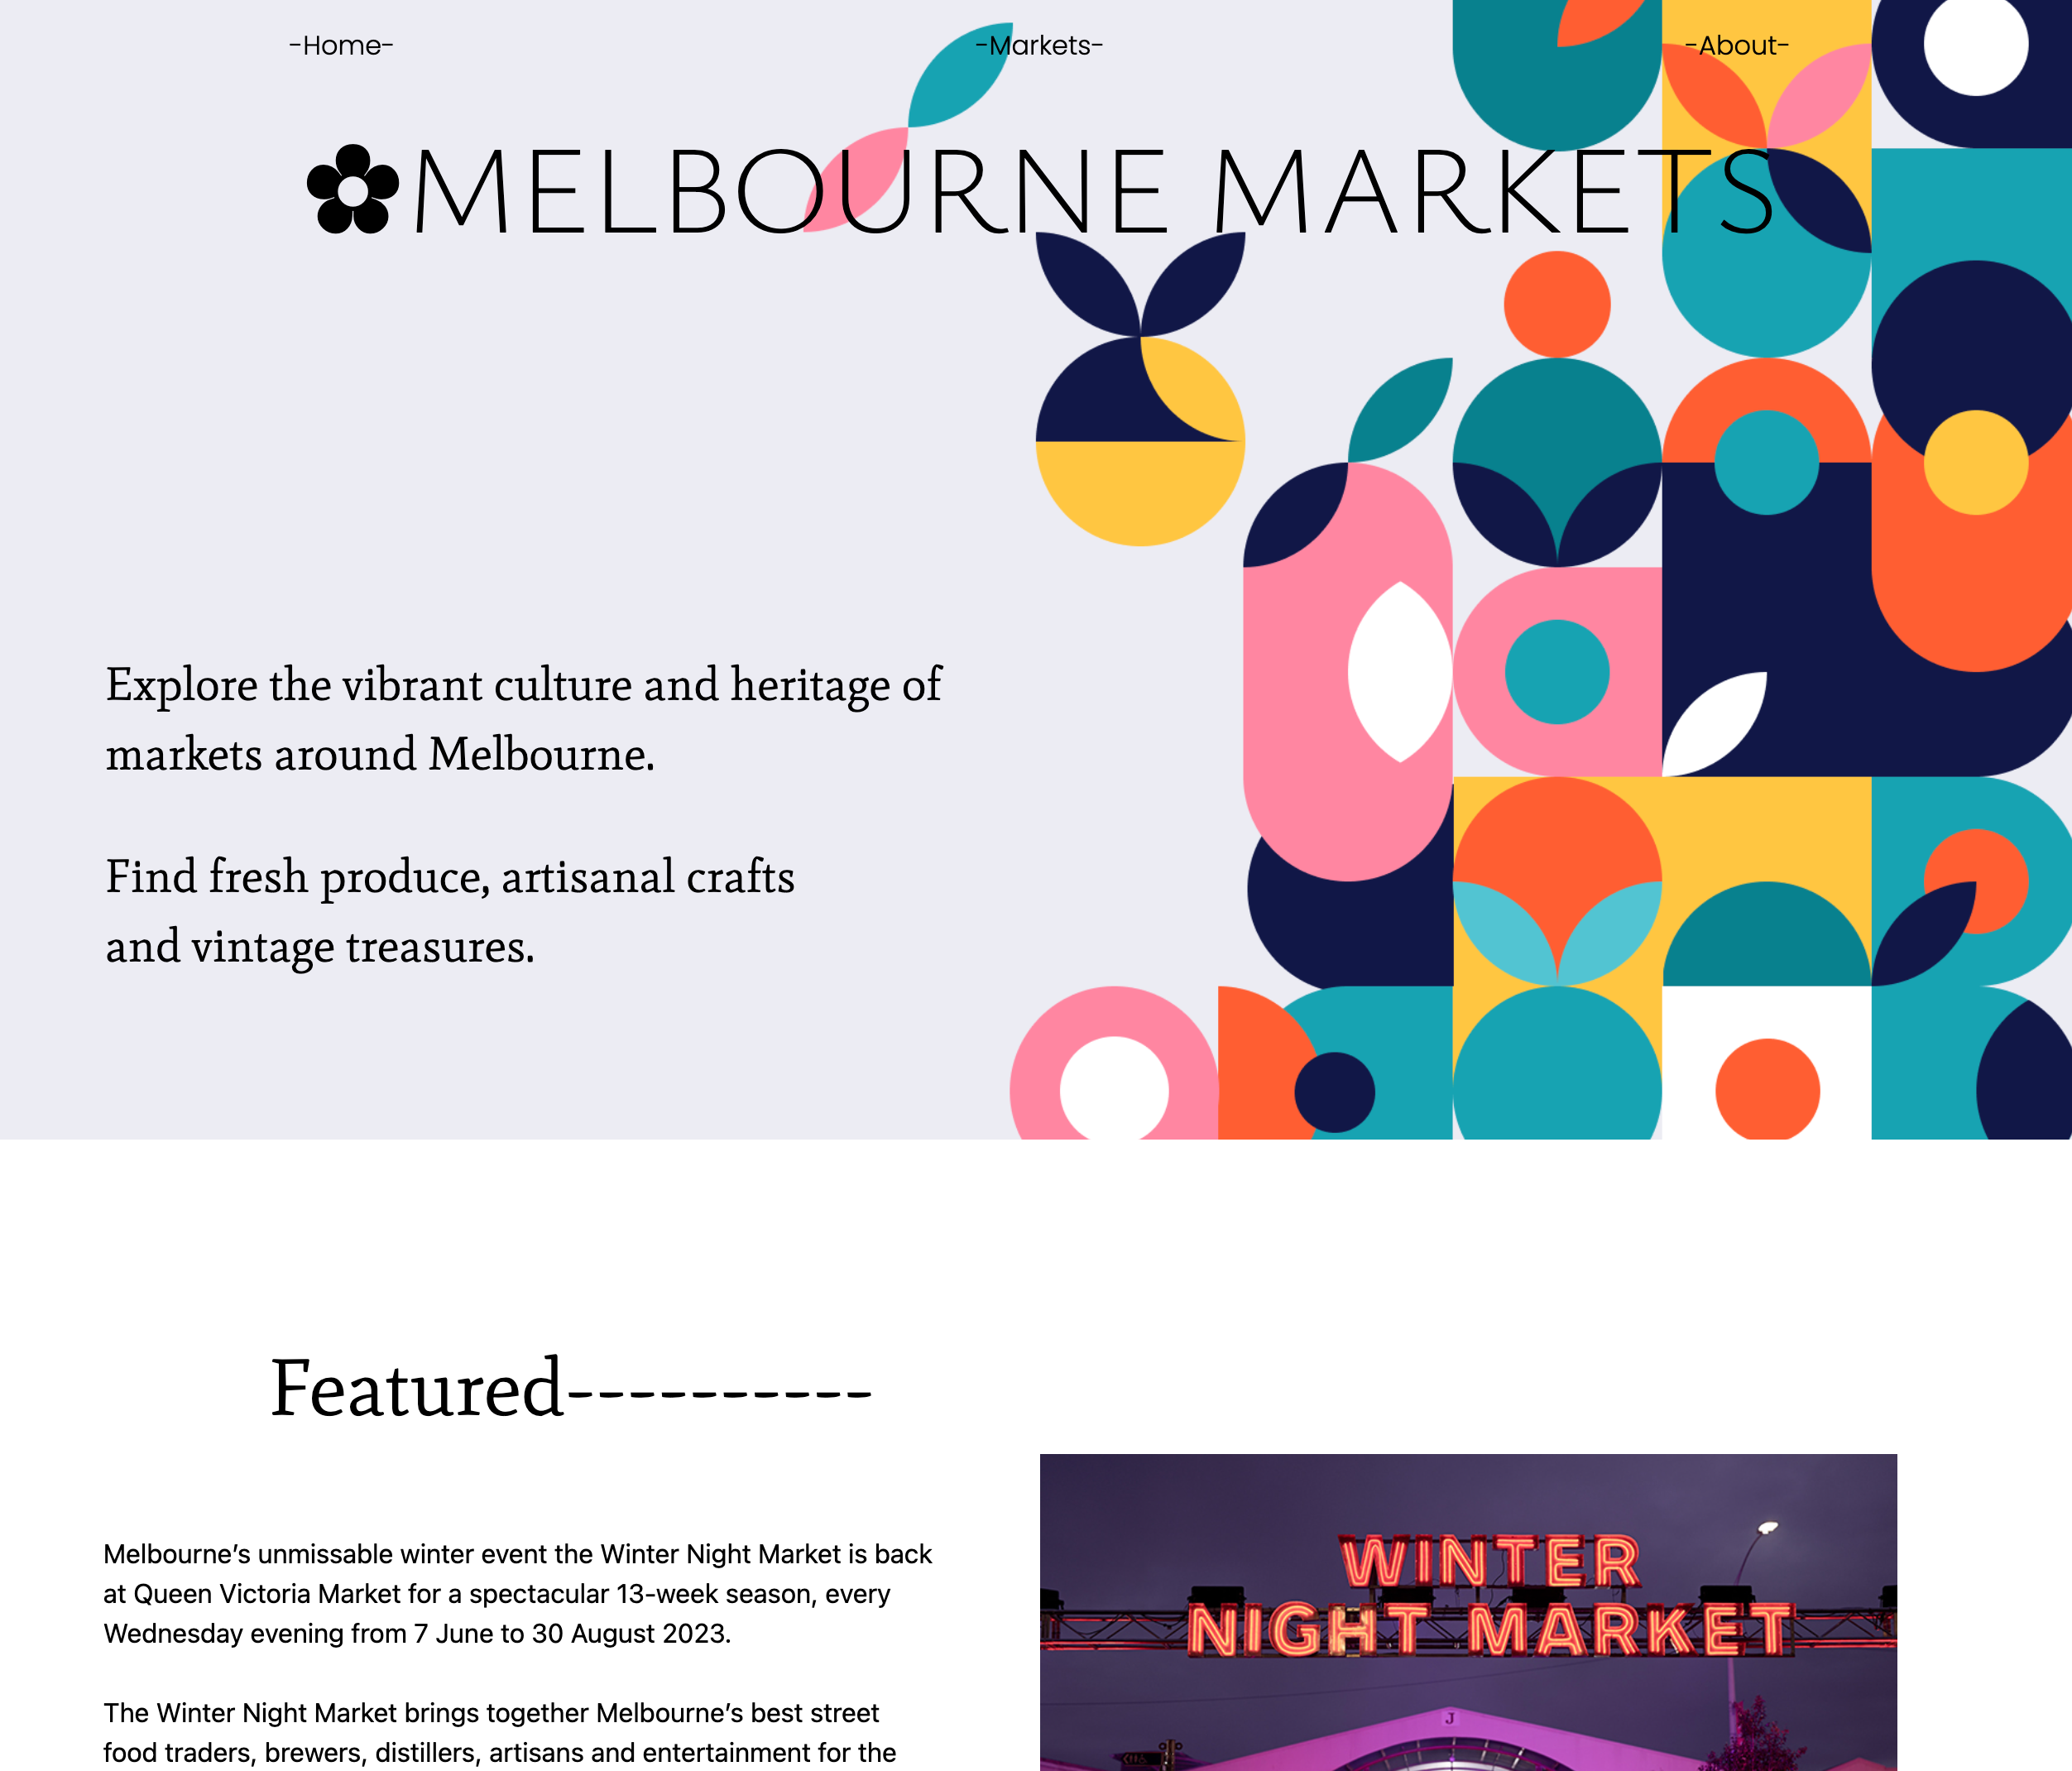 -Home-
-Markets-
-About-
✿MELBOURNE MARKETS
Explore the vibrant culture and heritage of
markets around Melbourne.
Find fresh produce, artisanal crafts
and vintage treasures.
Featured----------
Melbourne’s unmissable winter event the Winter Night Market is back
at Queen Victoria Market for a spectacular 13-week season, every
Wednesday evening from 7 June to 30 August 2023.
The Winter Night Market brings together Melbourne’s best street
food traders, brewers, distillers, artisans and entertainment for the
WINTER
NIGHT MARKET
J